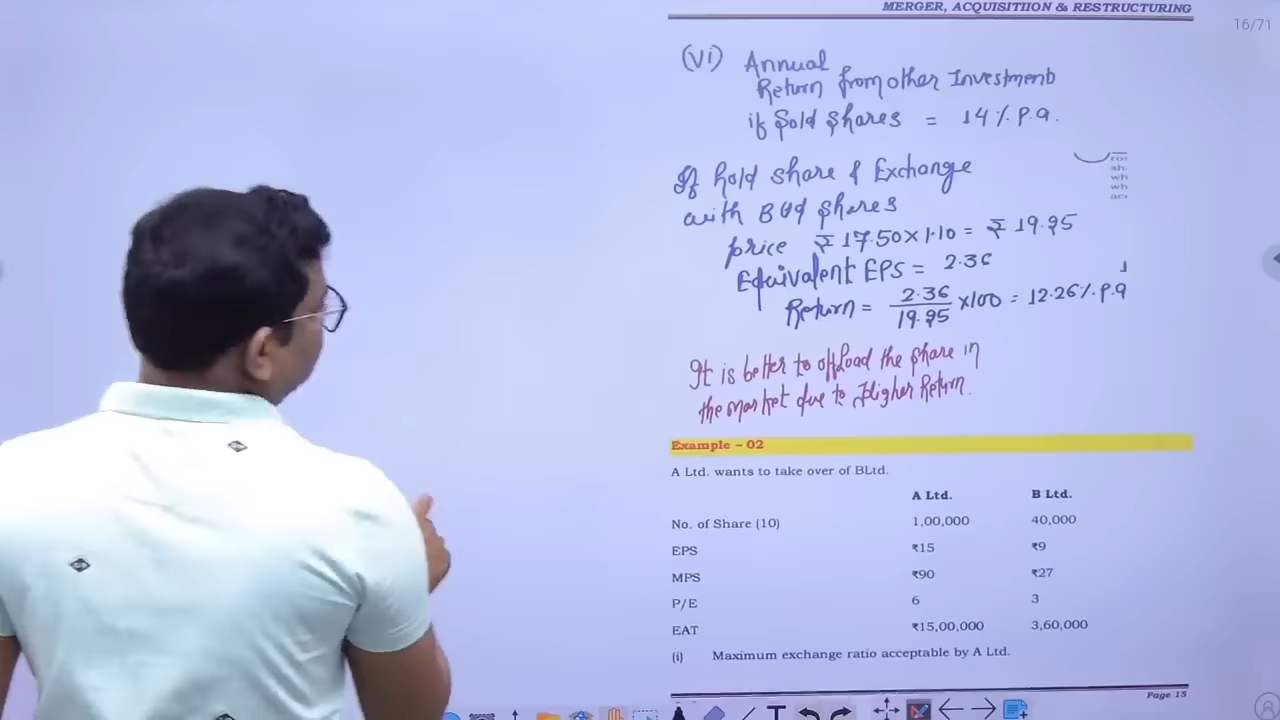 MERGER, ACQUISITIION & RESTRUCTURING
16/71
(vi) Annual
Return from other Investments
if Sold Shares = 14% P.a.
If hold share & Exchange
with BUd Shares
Price ₹17.50×1.10 = ₹ 19.25
Equivalent EPS = 2.36
Return = 2.36/19.25 ×100 = 12.26% P.a
It is better to offload the share in
the market due to Higher Return.
Example – 02
A Ltd. wants to take over of BLtd.
A Ltd. B Ltd.
No. of Share (10) 1,00,000 40,000
EPS ₹15 ₹9
MPS ₹90 ₹27
P/E 6 3
EAT ₹15,00,000 3,60,000
(i) Maximum exchange ratio acceptable by A Ltd.
Page 15